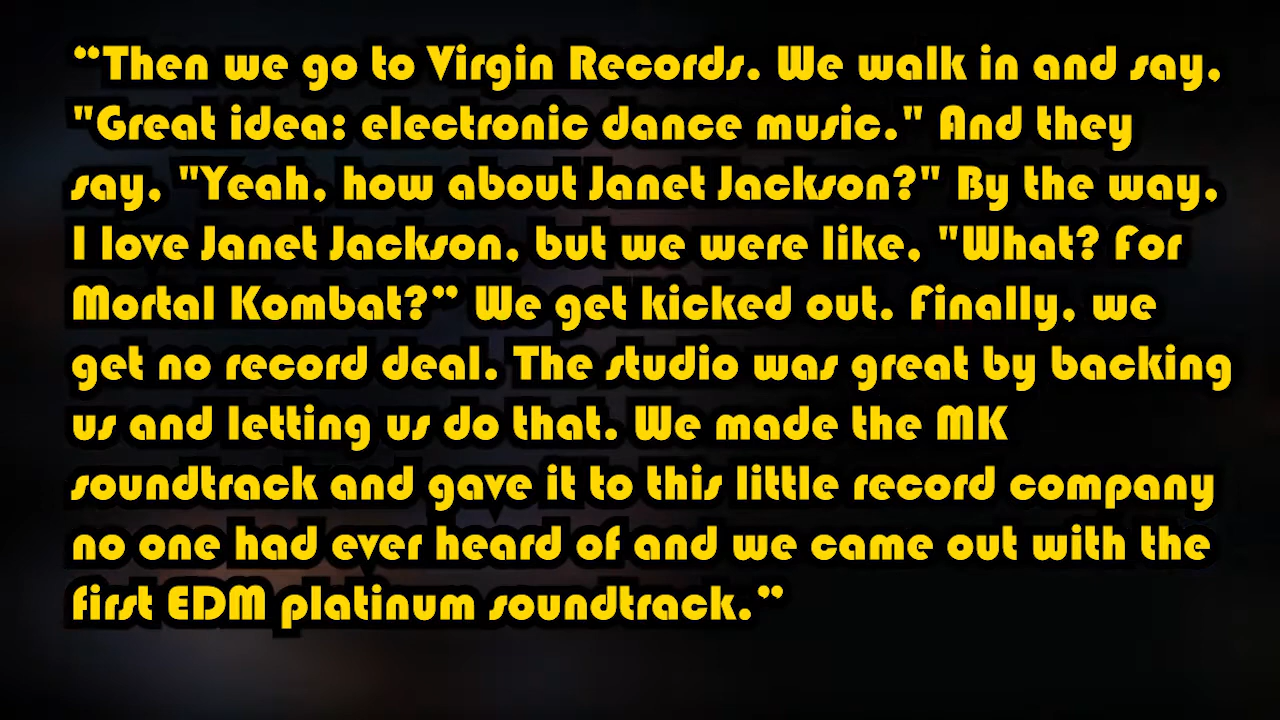 “Then we go to Virgin Records. We walk in and say,
"Great idea: electronic dance music." And they
say, "Yeah, how about Janet Jackson?" By the way,
I love Janet Jackson, but we were like, "What? For
Mortal Kombat?” We get kicked out. Finally, we
get no record deal. The studio was great by backing
us and letting us do that. We made the MK
soundtrack and gave it to this little record company
no one had ever heard of and we came out with the
first EDM platinum soundtrack.”